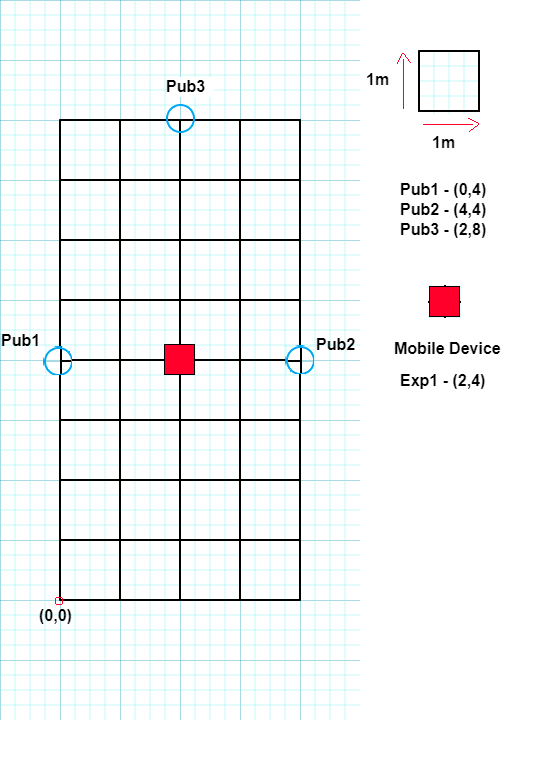 Pub3
1m
1m
Pub1 - (0,4)
Pub2 - (4,4)
Pub3 - (2,8)
Pub1
Pub2
Mobile Device
Exp1 - (2,4)
(0,0)